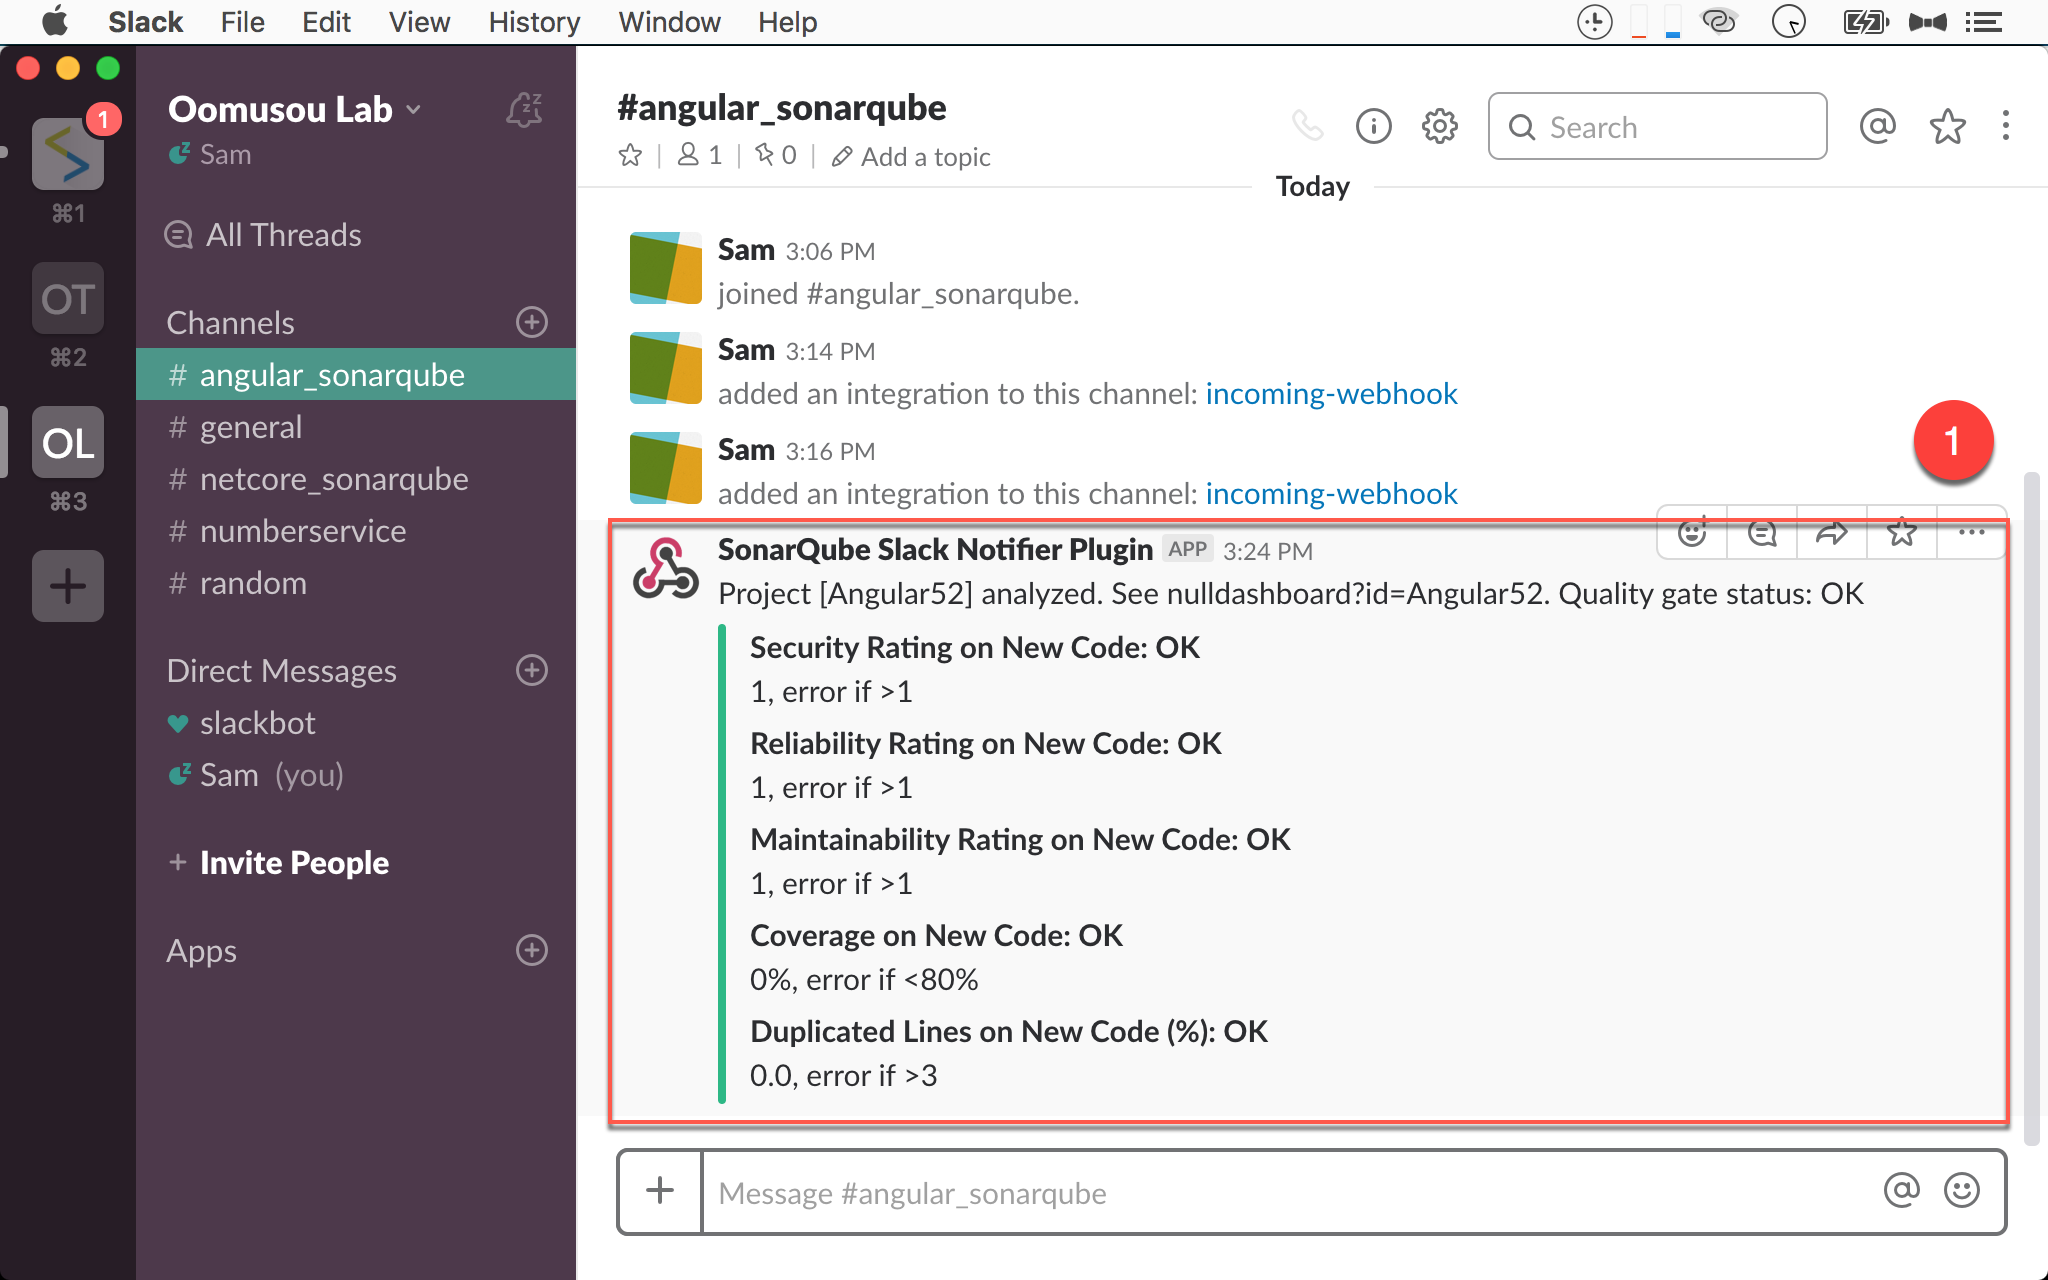 Slack File Edit View History Window Help
1
⌘1
OT
⌘2
OL
⌘3
Oomusou Lab
Sam
All Threads
Channels
# angular_sonarqube
# general
# netcore_sonarqube
# numberservice
# random
Direct Messages
slackbot
Sam (you)
+ Invite People
Apps
#angular_sonarqube
1 | 0 | Add a topic
Search
Today
Sam 3:06 PM
joined #angular_sonarqube.
Sam 3:14 PM
added an integration to this channel: incoming-webhook
Sam 3:16 PM
added an integration to this channel: incoming-webhook
1
SonarQube Slack Notifier Plugin APP 3:24 PM
Project [Angular52] analyzed. See nulldashboard?id=Angular52. Quality gate status: OK
Security Rating on New Code: OK
1, error if >1
Reliability Rating on New Code: OK
1, error if >1
Maintainability Rating on New Code: OK
1, error if >1
Coverage on New Code: OK
0%, error if <80%
Duplicated Lines on New Code (%): OK
0.0, error if >3
Message #angular_sonarqube